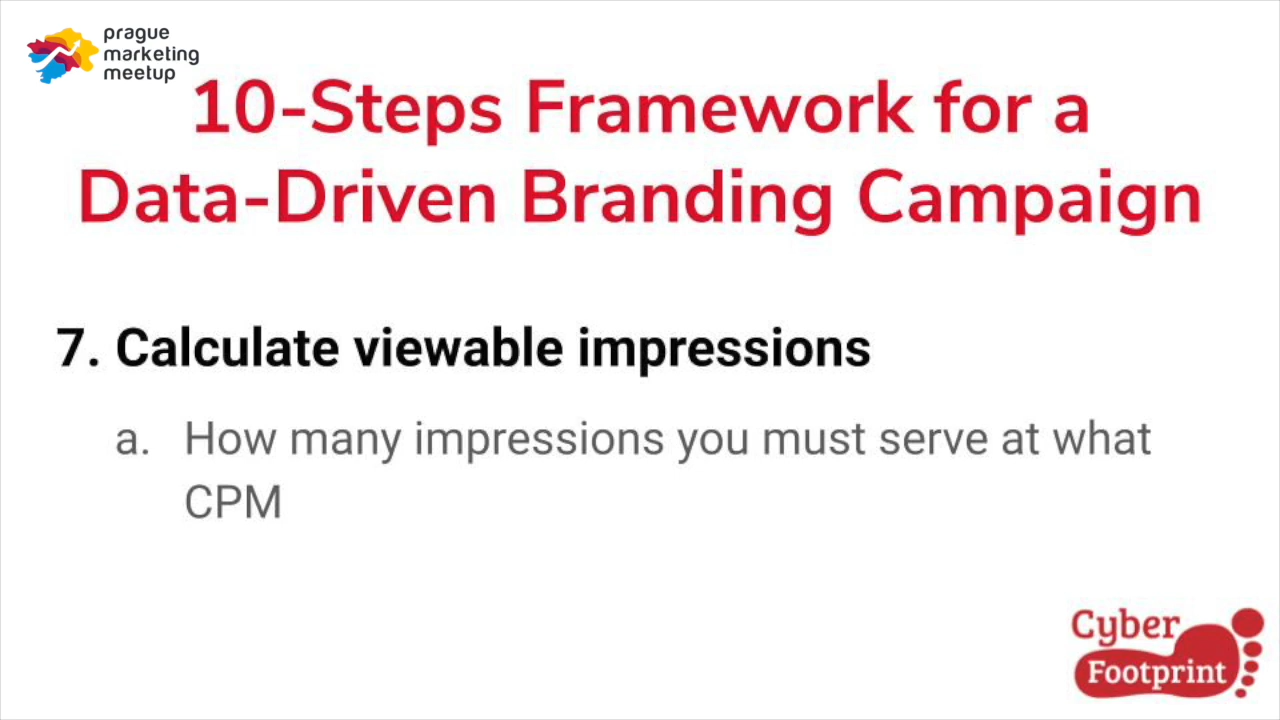 prague
marketing
meetup
10-Steps Framework for a
Data-Driven Branding Campaign
7. Calculate viewable impressions
a. How many impressions you must serve at what
CPM
Cyber
Footprint